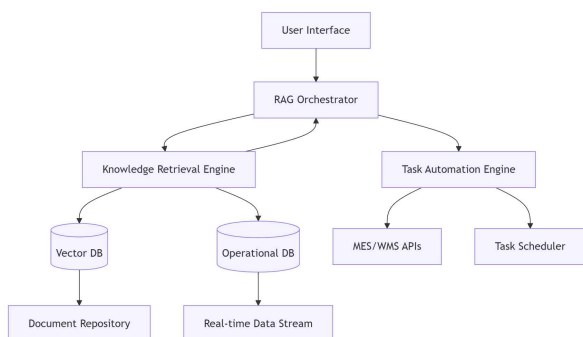 User Interface
RAG Orchestrator
Knowledge Retrieval Engine
Task Automation Engine
Vector DB
Operational DB
MES/WMS APIs
Task Scheduler
Document Repository
Real-time Data Stream